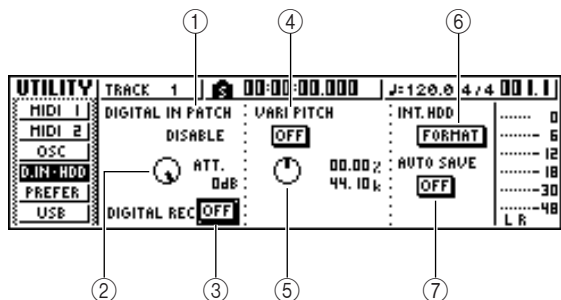 ① ④ ⑥
UTILITY TRACK 1 S 00:00:00.000 ♩=120.0 4/4 001.1
MIDI 1 DIGITAL IN PATCH VARI PITCH INT. HDD 0
MIDI 2 DISABLE OFF FORMAT 6
OSC 12
D.IN·HDD ATT. 00.00% AUTO SAVE 18
PREFER 0dB 44.10k OFF 30
USB DIGITAL REC OFF 48
L R
② ③ ⑤ ⑦